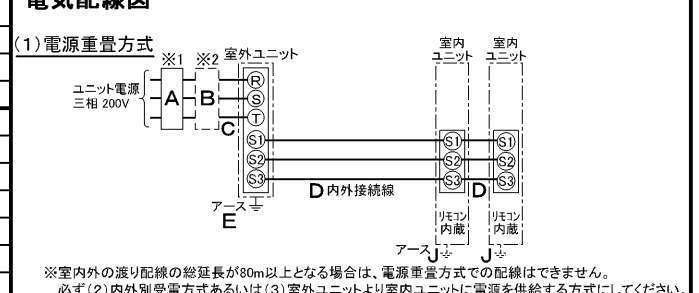 電気配線図
(1)電源重畳方式
※1 ※2 室外ユニット 室内ユニット 室内ユニット
ユニット電源
三相 200V
A B C
R
S
T
S1 S1 S1
S2 S2 S2
S3 S3 S3
D 内外接続線 D
アース
E
リモコン内蔵 リモコン内蔵
アース J J
※室内外の渡り配線の総延長が80m以上となる場合は、電源重畳方式での配線はできません。
必ず(2)内外別受電方式あるいは(3)室外ユニットより室内ユニットに電源を供給する方式にしてください。